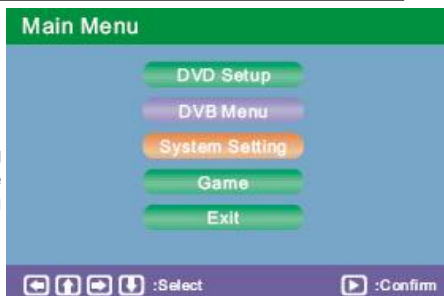 Main Menu
DVD Setup
DVB Menu
System Setting
Game
Exit
:Select :Confirm